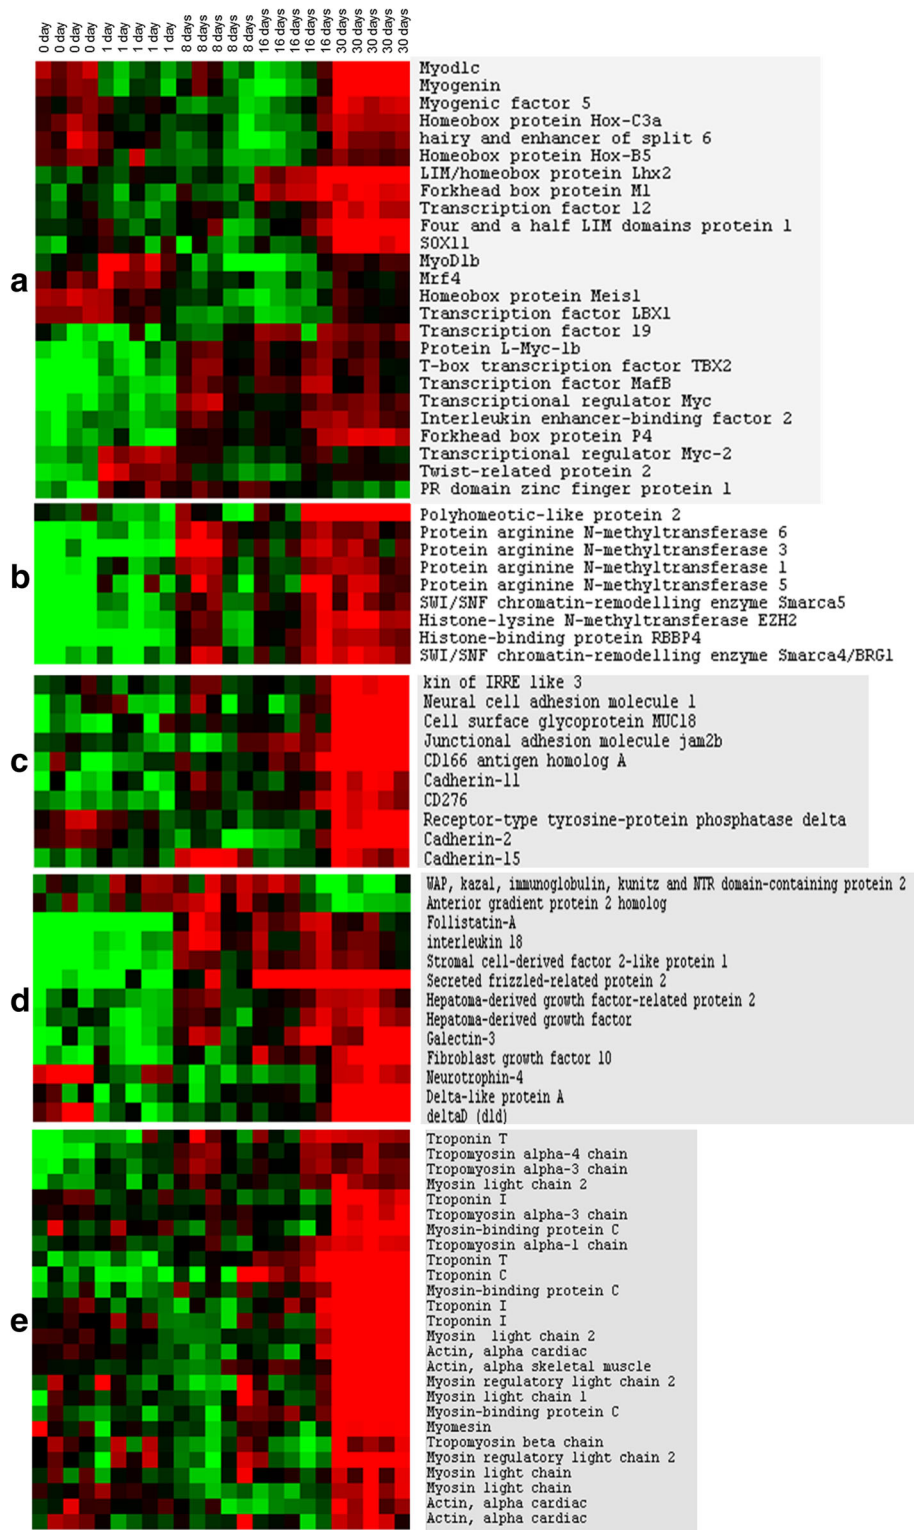 0 day
0 day
0 day
0 day
1 day
1 day
1 day
1 day
1 day
8 days
8 days
8 days
8 days
8 days
16 days
16 days
16 days
16 days
16 days
30 days
30 days
30 days
30 days
30 days
a
Myod1c
Myogenin
Myogenic factor 5
Homeobox protein Hox-C3a
hairy and enhancer of split 6
Homeobox protein Hox-B5
LIM/homeobox protein Lhx2
Forkhead box protein M1
Transcription factor 12
Four and a half LIM domains protein 1
SOX11
MyoD1b
Mrf4
Homeobox protein Meis1
Transcription factor LBX1
Transcription factor 19
Protein L-Myc-1b
T-box transcription factor TBX2
Transcription factor MafB
Transcriptional regulator Myc
Interleukin enhancer-binding factor 2
Forkhead box protein P4
Transcriptional regulator Myc-2
Twist-related protein 2
PR domain zinc finger protein 1
b
Polyhomeotic-like protein 2
Protein arginine N-methyltransferase 6
Protein arginine N-methyltransferase 3
Protein arginine N-methyltransferase 1
Protein arginine N-methyltransferase 5
SWI/SNF chromatin-remodelling enzyme Smarca5
Histone-lysine N-methyltransferase EZH2
Histone-binding protein RBBP4
SWI/SNF chromatin-remodelling enzyme Smarca4/BRG1
c
kin of IRRE like 3
Neural cell adhesion molecule 1
Cell surface glycoprotein MUC18
Junctional adhesion molecule jam2b
CD166 antigen homolog A
Cadherin-11
CD276
Receptor-type tyrosine-protein phosphatase delta
Cadherin-2
Cadherin-15
d
WAP, kazal, immunoglobulin, kunitz and NTR domain-containing protein 2
Anterior gradient protein 2 homolog
Follistatin-A
interleukin 18
Stromal cell-derived factor 2-like protein 1
Secreted frizzled-related protein 2
Hepatoma-derived growth factor-related protein 2
Hepatoma-derived growth factor
Galectin-3
Fibroblast growth factor 10
Neurotrophin-4
Delta-like protein A
deltaD (dld)
e
Troponin T
Tropomyosin alpha-4 chain
Tropomyosin alpha-3 chain
Myosin light chain 2
Troponin I
Tropomyosin alpha-3 chain
Myosin-binding protein C
Tropomyosin alpha-1 chain
Troponin T
Troponin C
Myosin-binding protein C
Troponin I
Troponin I
Myosin light chain 2
Actin, alpha cardiac
Actin, alpha skeletal muscle
Myosin regulatory light chain 2
Myosin light chain 1
Myosin-binding protein C
Myomesin
Tropomyosin beta chain
Myosin regulatory light chain 2
Myosin light chain
Myosin light chain
Actin, alpha cardiac
Actin, alpha cardiac